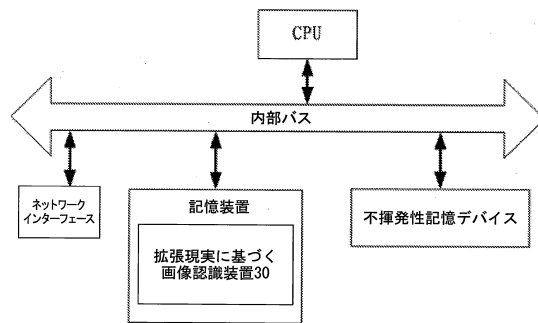 CPU
内部バス
ネットワーク
インターフェース
記憶装置
拡張現実に基づく
画像認識装置30
不揮発性記憶デバイス